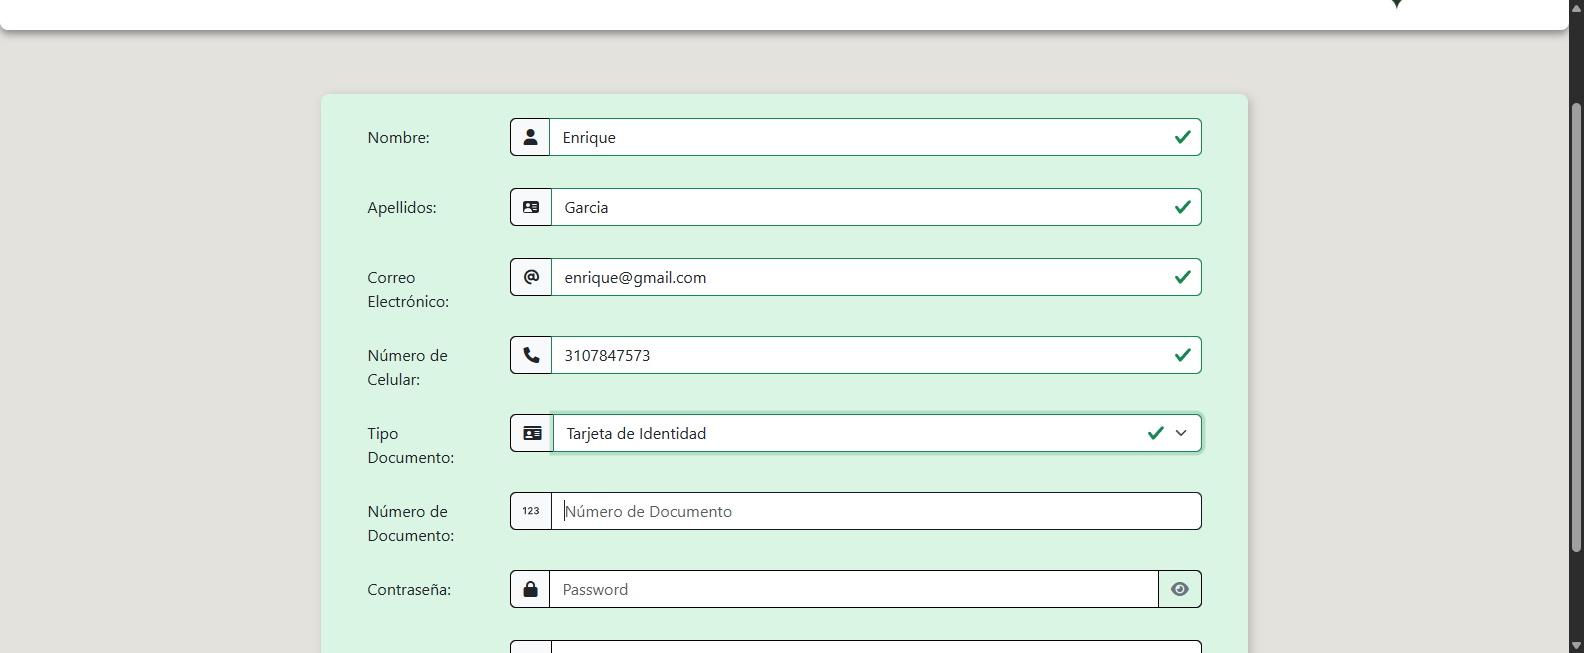 Nombre: Enrique
Apellidos: Garcia
Correo
Electrónico: enrique@gmail.com
Número de
Celular: 3107847573
Tipo
Documento: Tarjeta de Identidad
Número de
Documento: 123 Número de Documento
Contraseña: Password